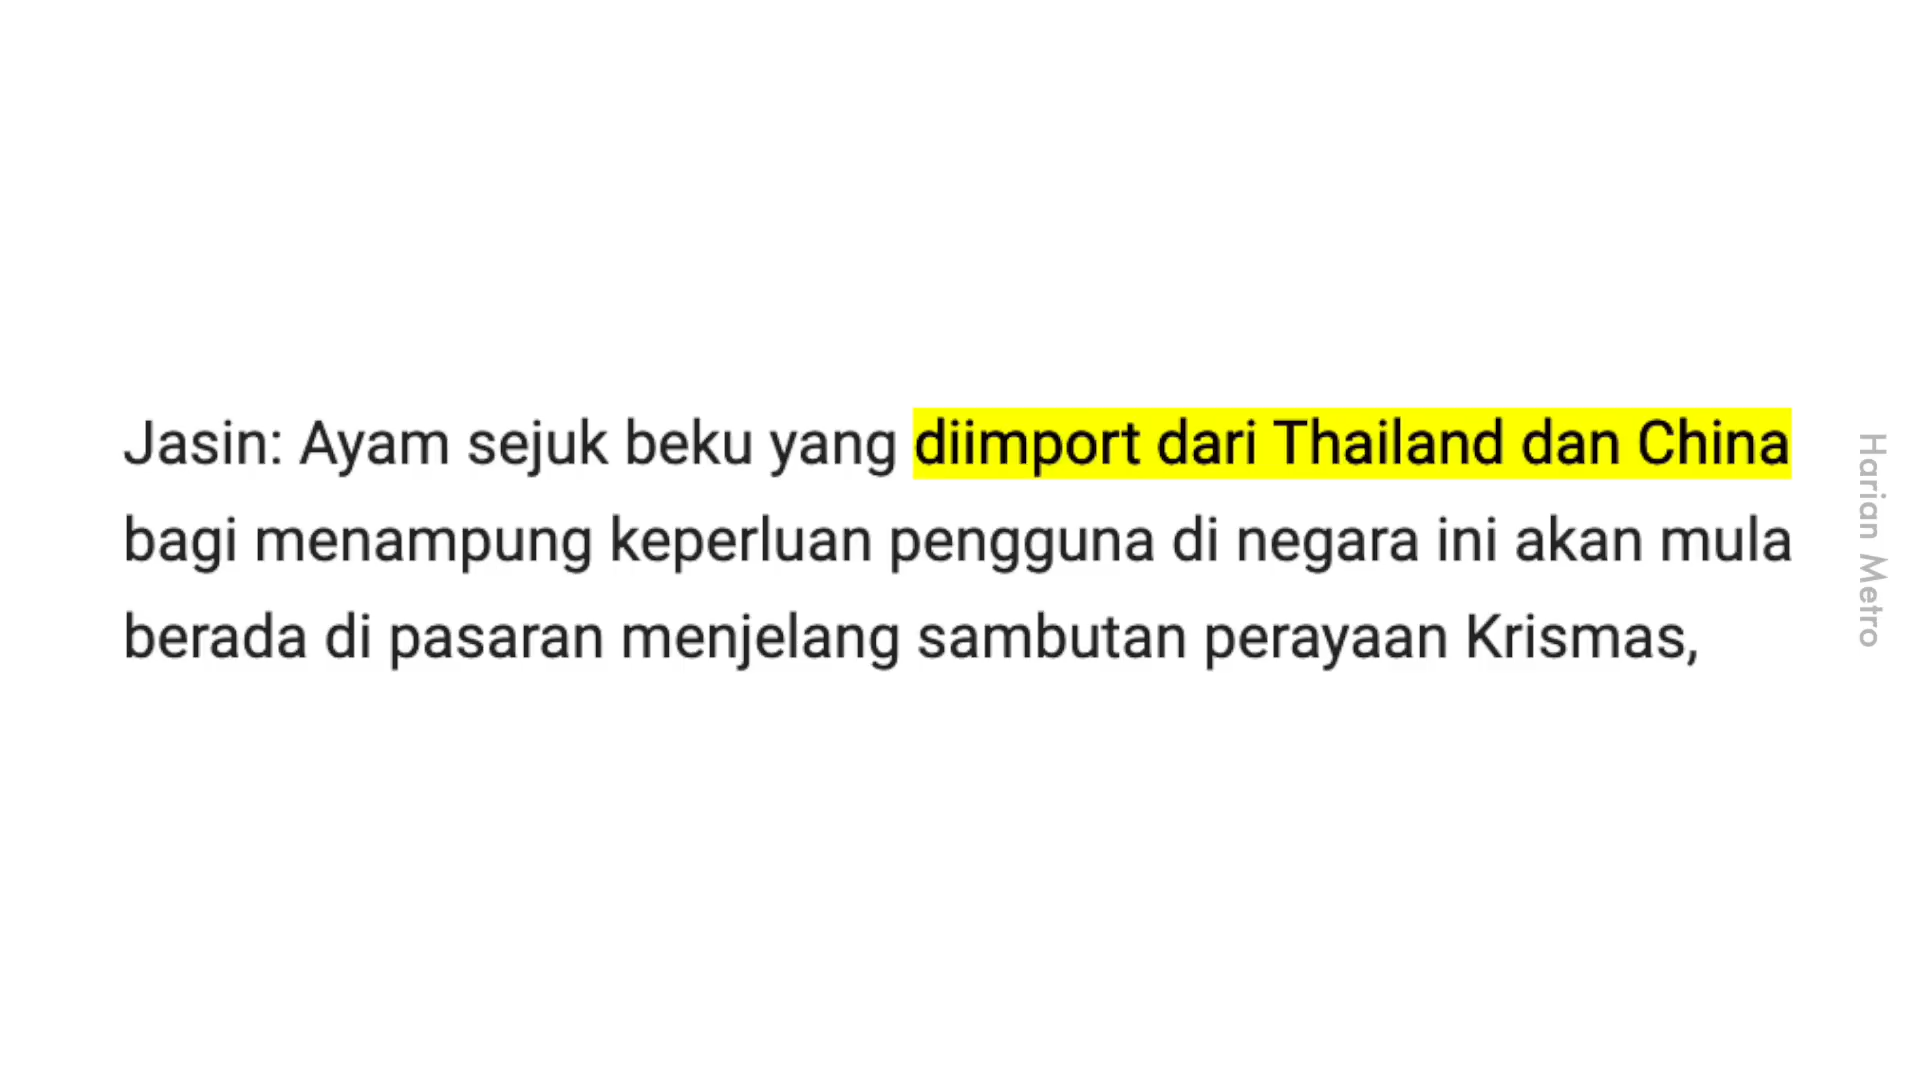 Jasin: Ayam sejuk beku yang diimport dari Thailand dan China
bagi menampung keperluan pengguna di negara ini akan mula
berada di pasaran menjelang sambutan perayaan Krismas,
Harian Metro